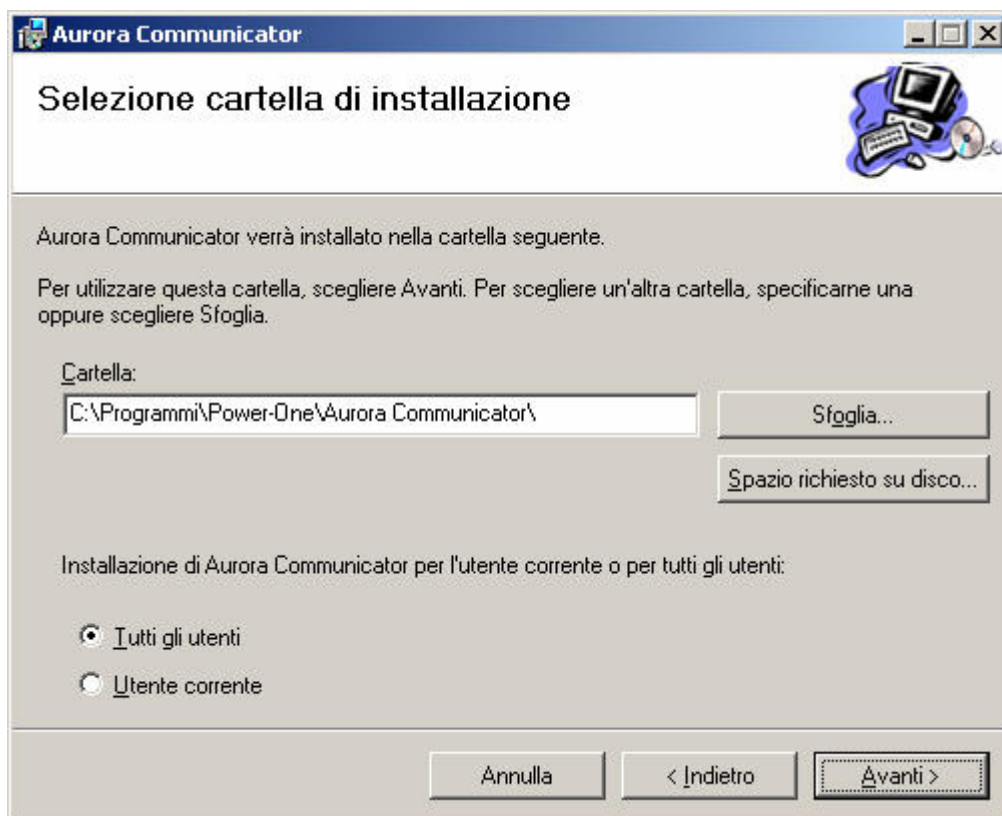 Aurora Communicator
Selezione cartella di installazione
Aurora Communicator verrà installato nella cartella seguente.
Per utilizzare questa cartella, scegliere Avanti. Per scegliere un'altra cartella, specificarne una
oppure scegliere Sfoglia.
Cartella:
C:\Programmi\Power-One\Aurora Communicator\
Sfoglia...
Spazio richiesto su disco...
Installazione di Aurora Communicator per l'utente corrente o per tutti gli utenti:
Tutti gli utenti
Utente corrente
Annulla
< Indietro
Avanti >